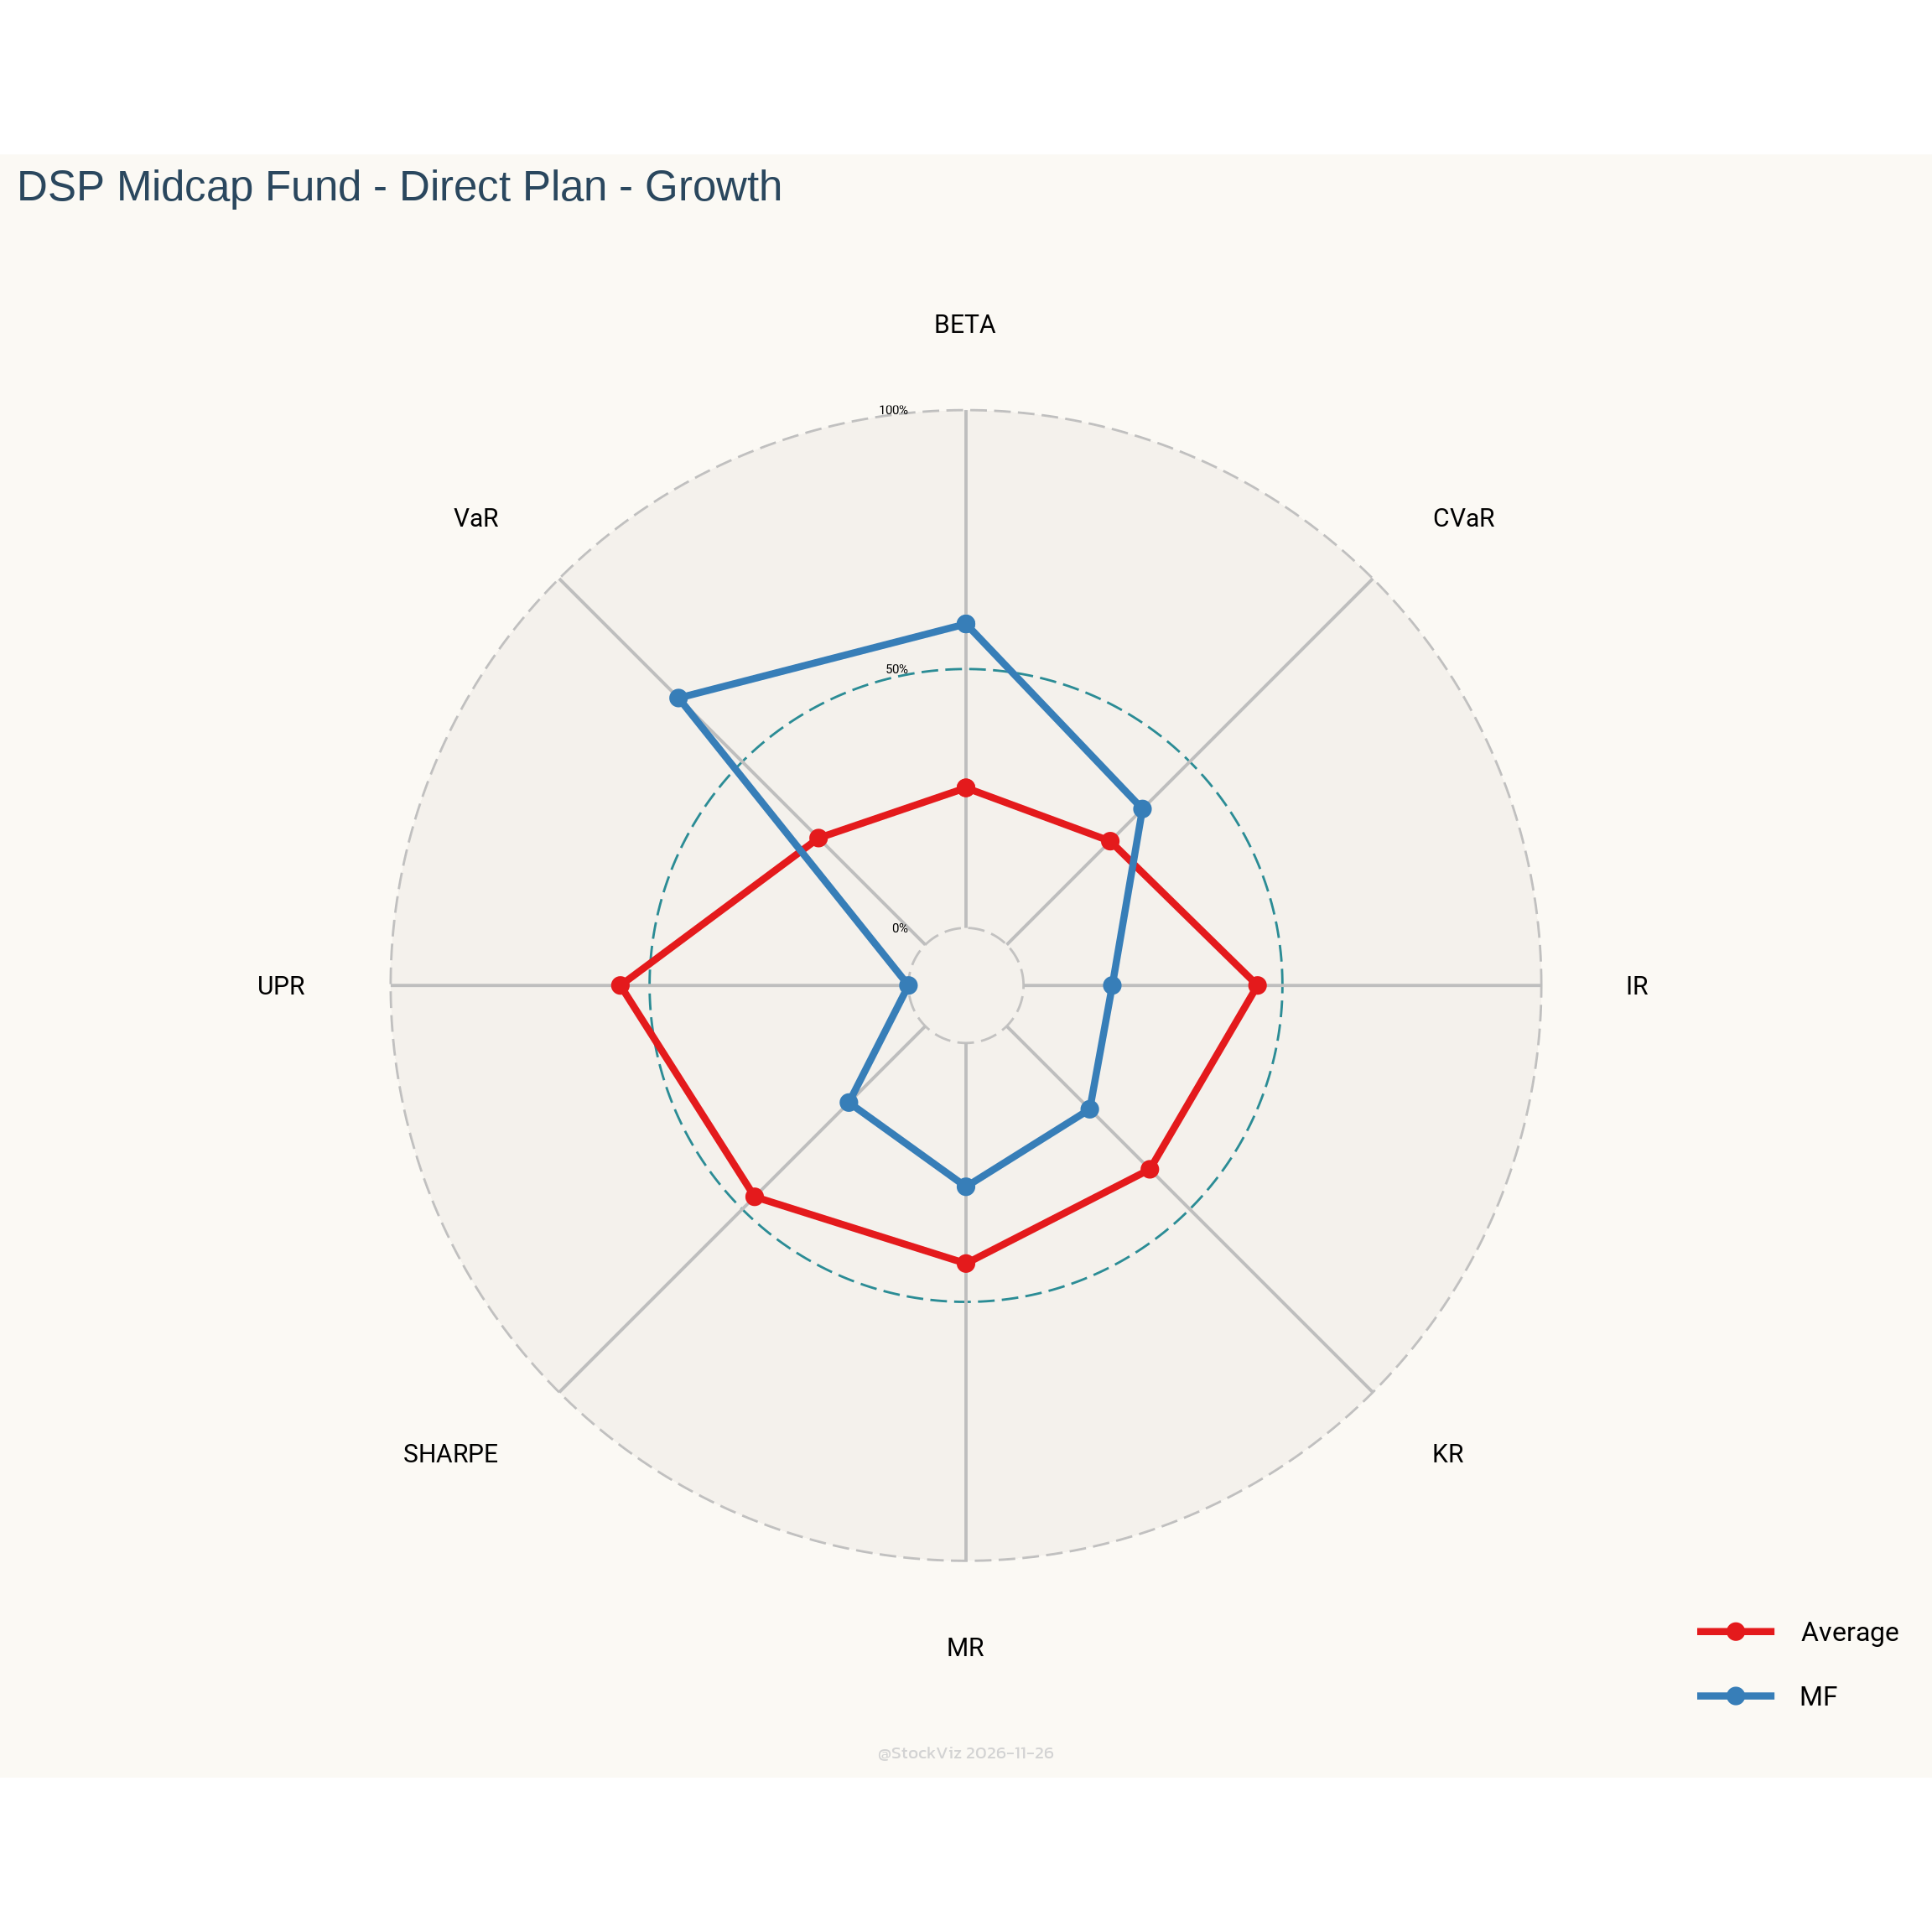 DSP Midcap Fund - Direct Plan - Growth
BETA
100%
VaR
CVaR
50%
0%
UPR
IR
SHARPE
KR
MR
Average
MF
@StockViz 2026-11-26